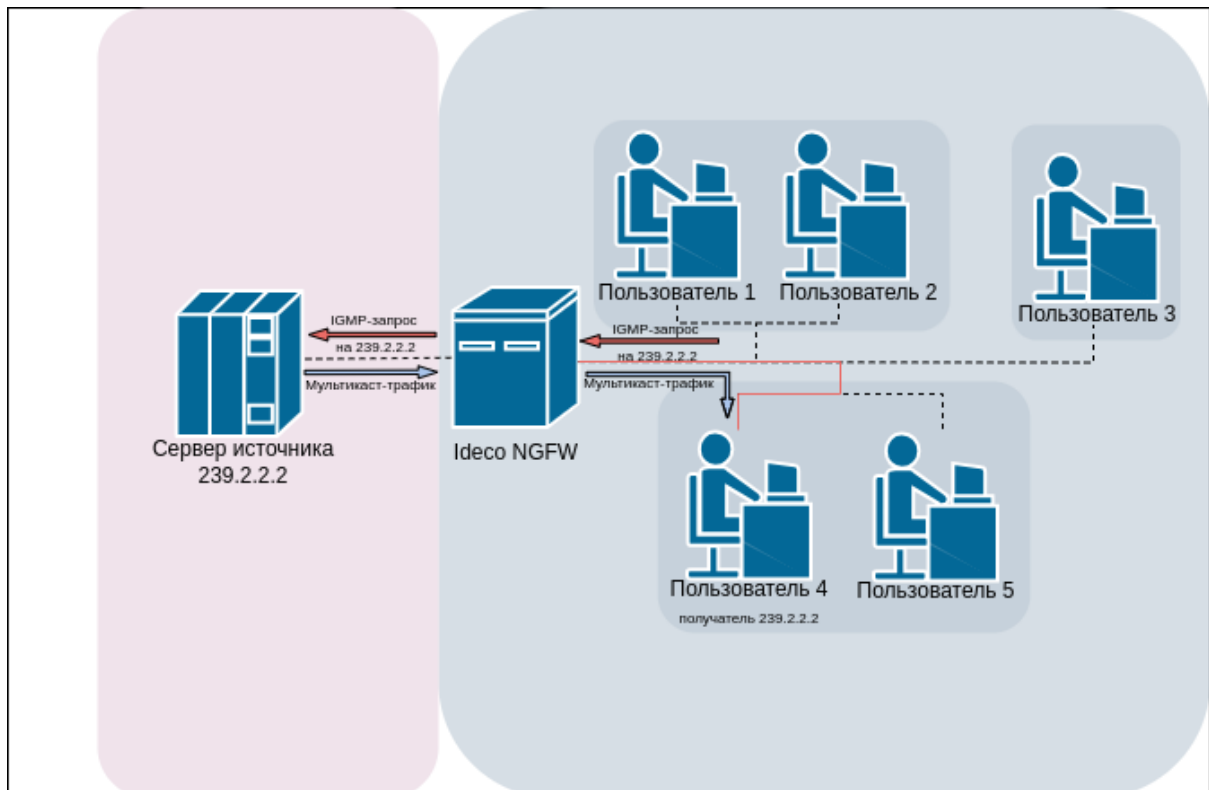 Пользователь 1
Пользователь 2
Пользователь 3
IGMP-запрос
на 239.2.2.2
Мультикаст-трафик
IGMP-запрос
на 239.2.2.2
Мультикаст-трафик
Сервер источника
239.2.2.2
Ideco NGFW
Пользователь 4
получатель 239.2.2.2
Пользователь 5